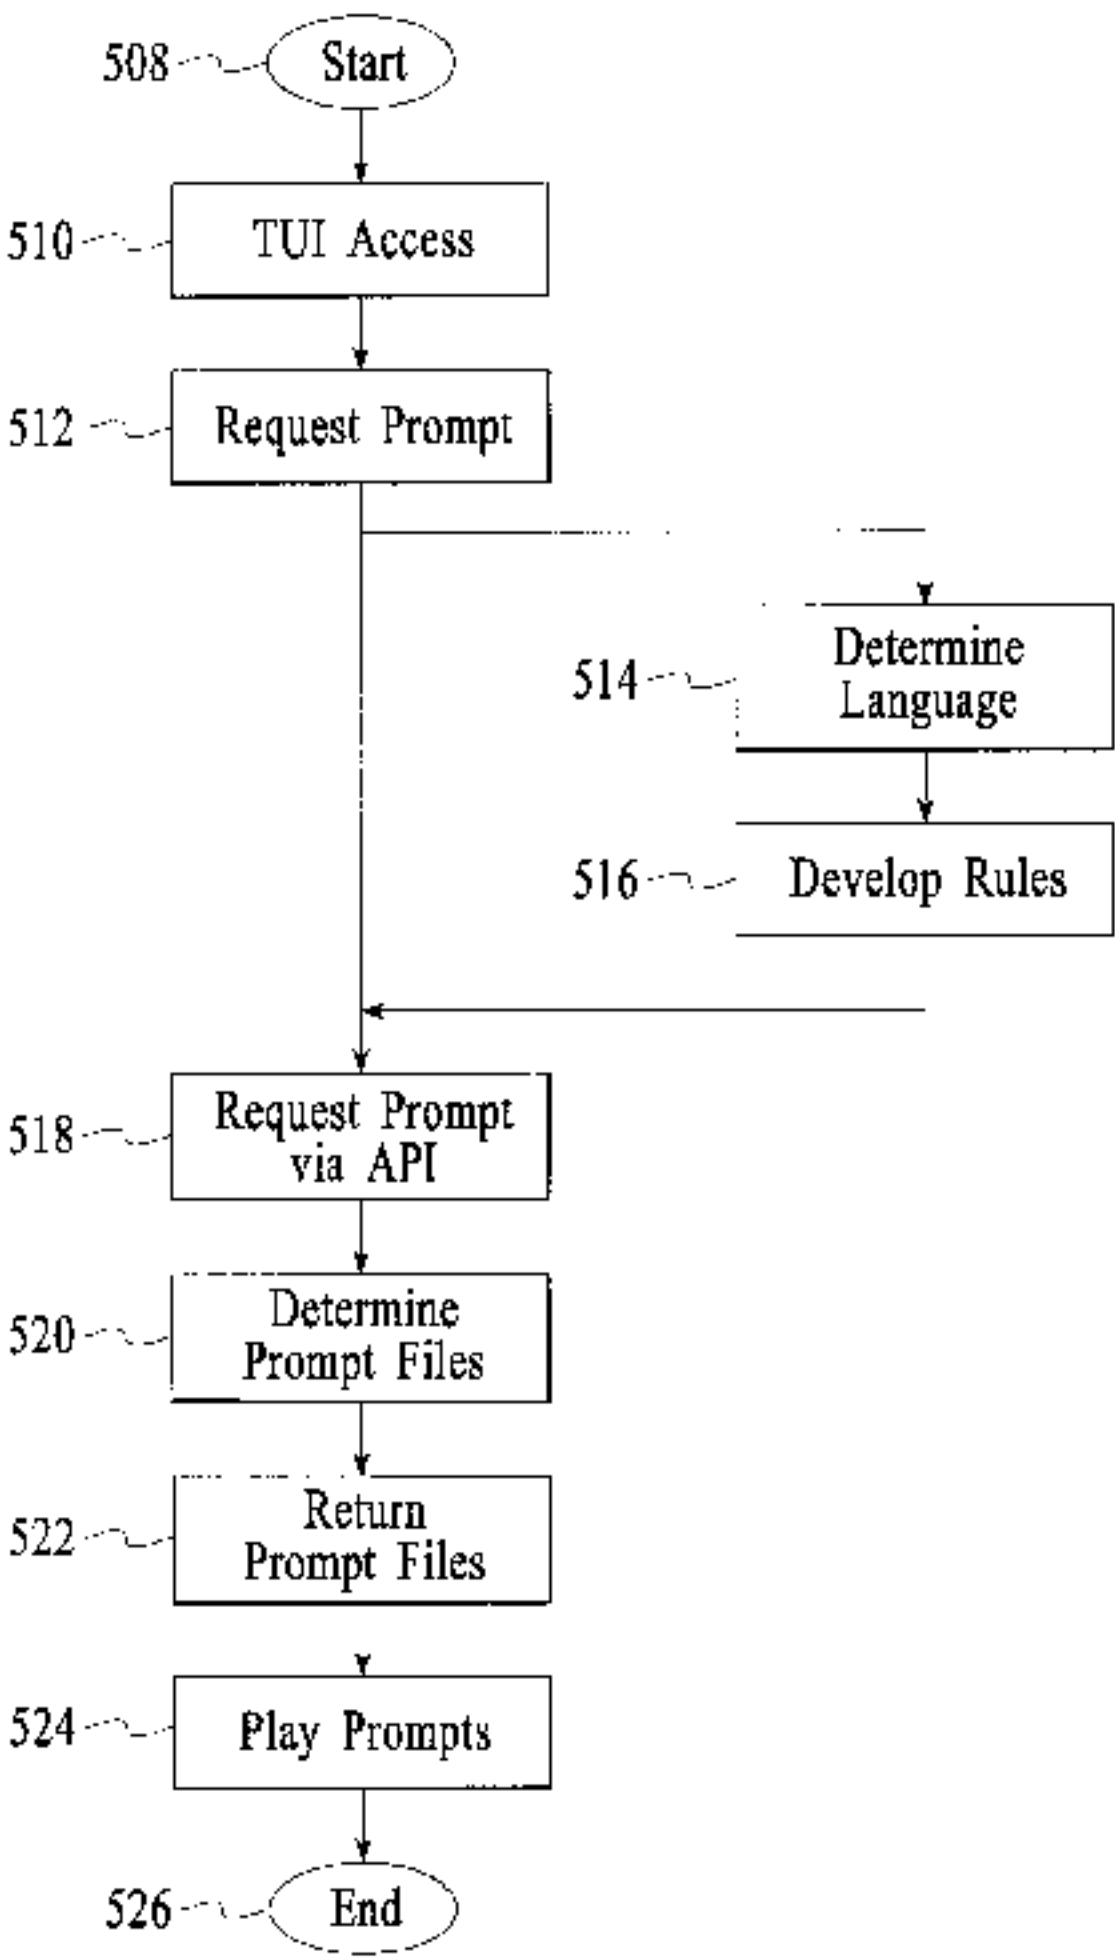 508
Start
510
TUI Access
512
Request Prompt
514
Determine
Language
516
Develop Rules
518
Request Prompt
via API
520
Determine
Prompt Files
522
Return
Prompt Files
524
Play Prompts
526
End